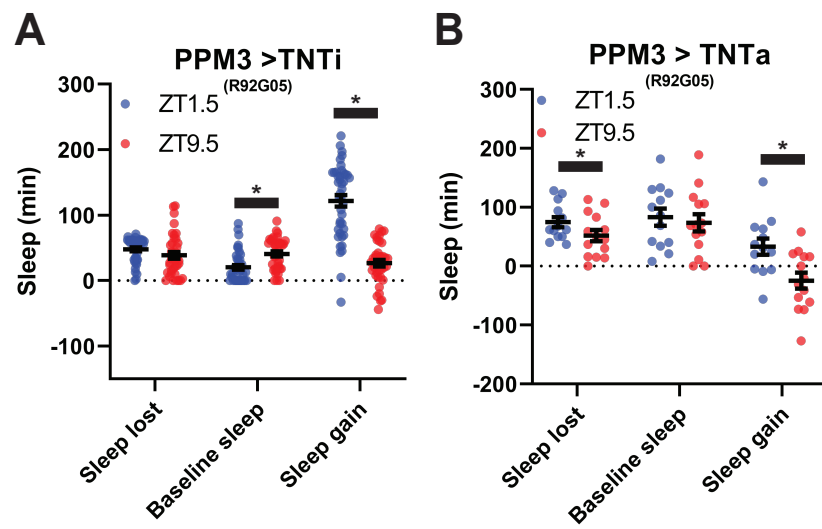 A
PPM3 >TNTi
(R92G05)
ZT1.5
ZT9.5
*
*
Sleep (min)
300
200
100
0
-100
Sleep lost
Baseline sleep
Sleep gain
B
PPM3 > TNTa
(R92G05)
ZT1.5
ZT9.5
*
*
Sleep (min)
300
200
100
0
-100
-200
Sleep lost
Baseline sleep
Sleep gain